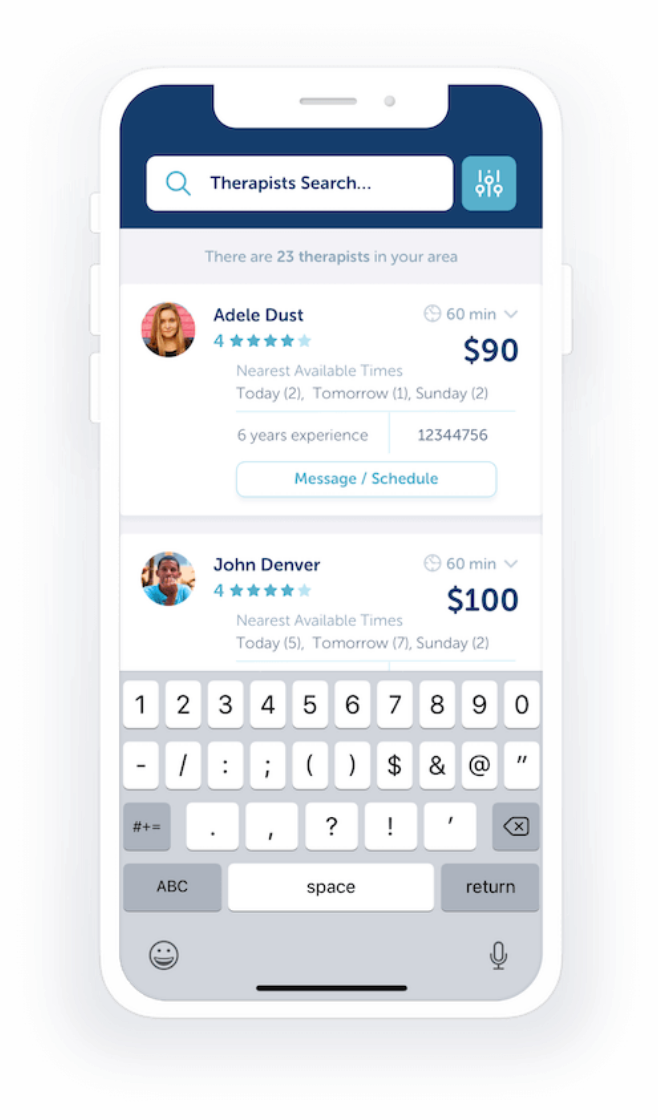 Therapists Search...
There are 23 therapists in your area
Adele Dust
60 min
4
$90
Nearest Available Times
Today (2),  Tomorrow (1), Sunday (2)
6 years experience
12344756
Message / Schedule
John Denver
60 min
4
$100
Nearest Available Times
Today (5),  Tomorrow (7), Sunday (2)
1 2 3 4 5 6 7 8 9 0
- / : ; ( ) $ & @ "
#+= . , ? ! '
ABC space return